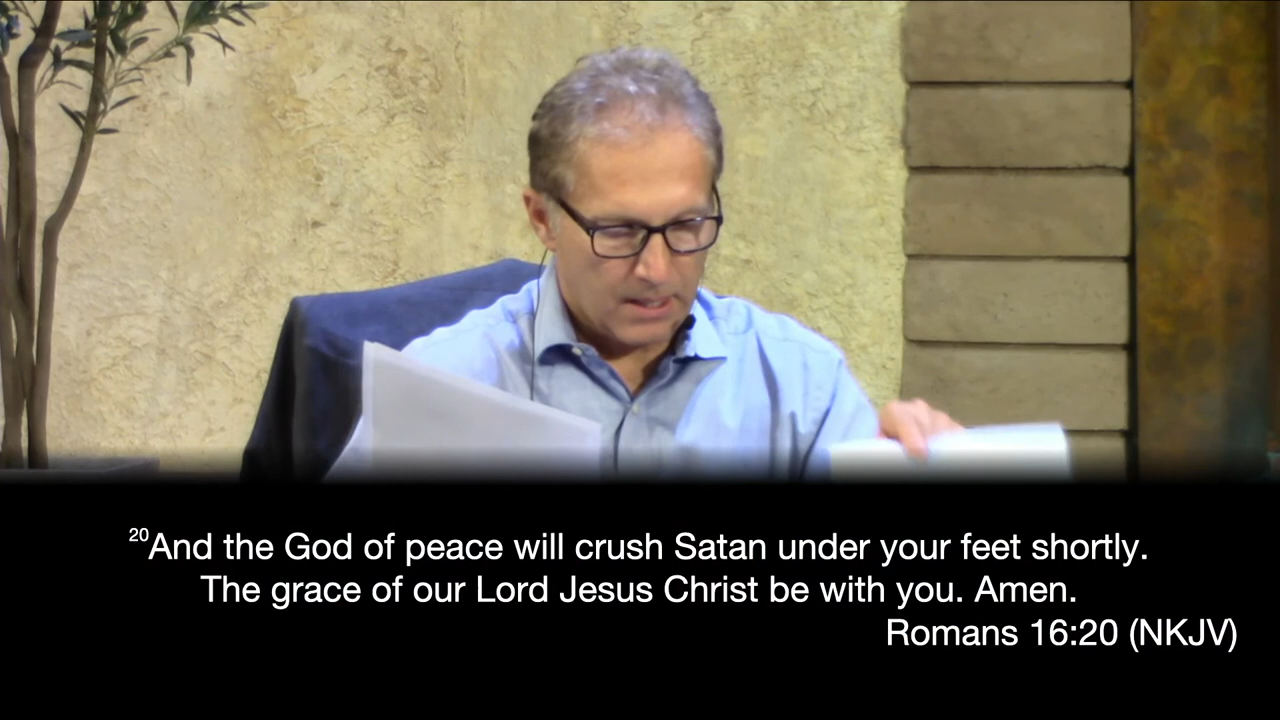 20And the God of peace will crush Satan under your feet shortly.
The grace of our Lord Jesus Christ be with you. Amen.
Romans 16:20 (NKJV)